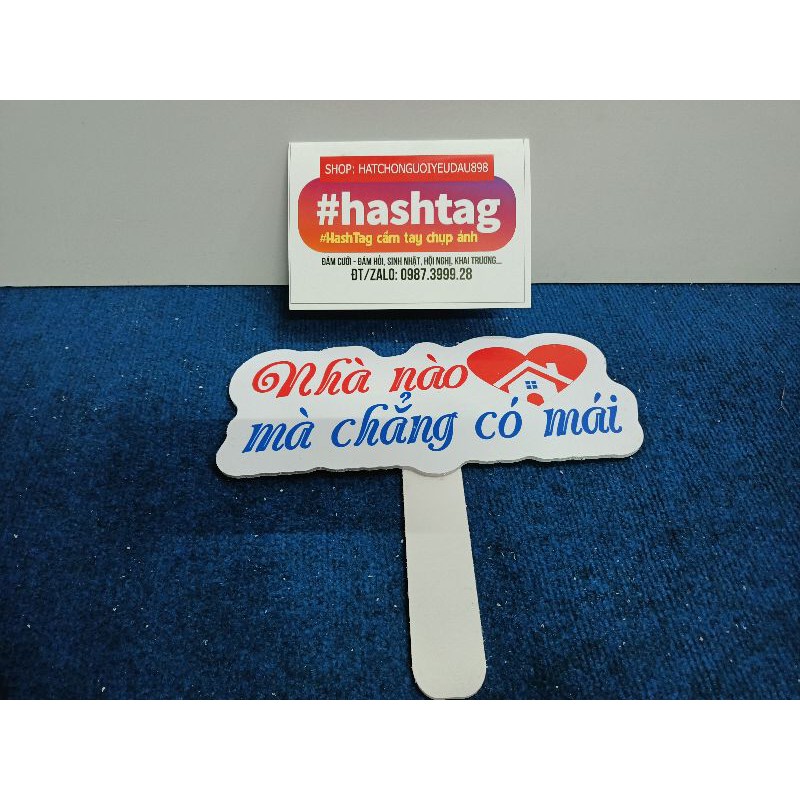 SHOP: HATCHONGUOIYEUDAU898
#hashtag
#HashTag cầm tay chụp ảnh
ĐÁM CƯỚI - ĐÁM HỎI, SINH NHẬT, HỘI NGHỊ, KHAI TRƯƠNG....
ĐT/ZALO: 0987.3999.28
Nhà nào
mà chẳng có mái